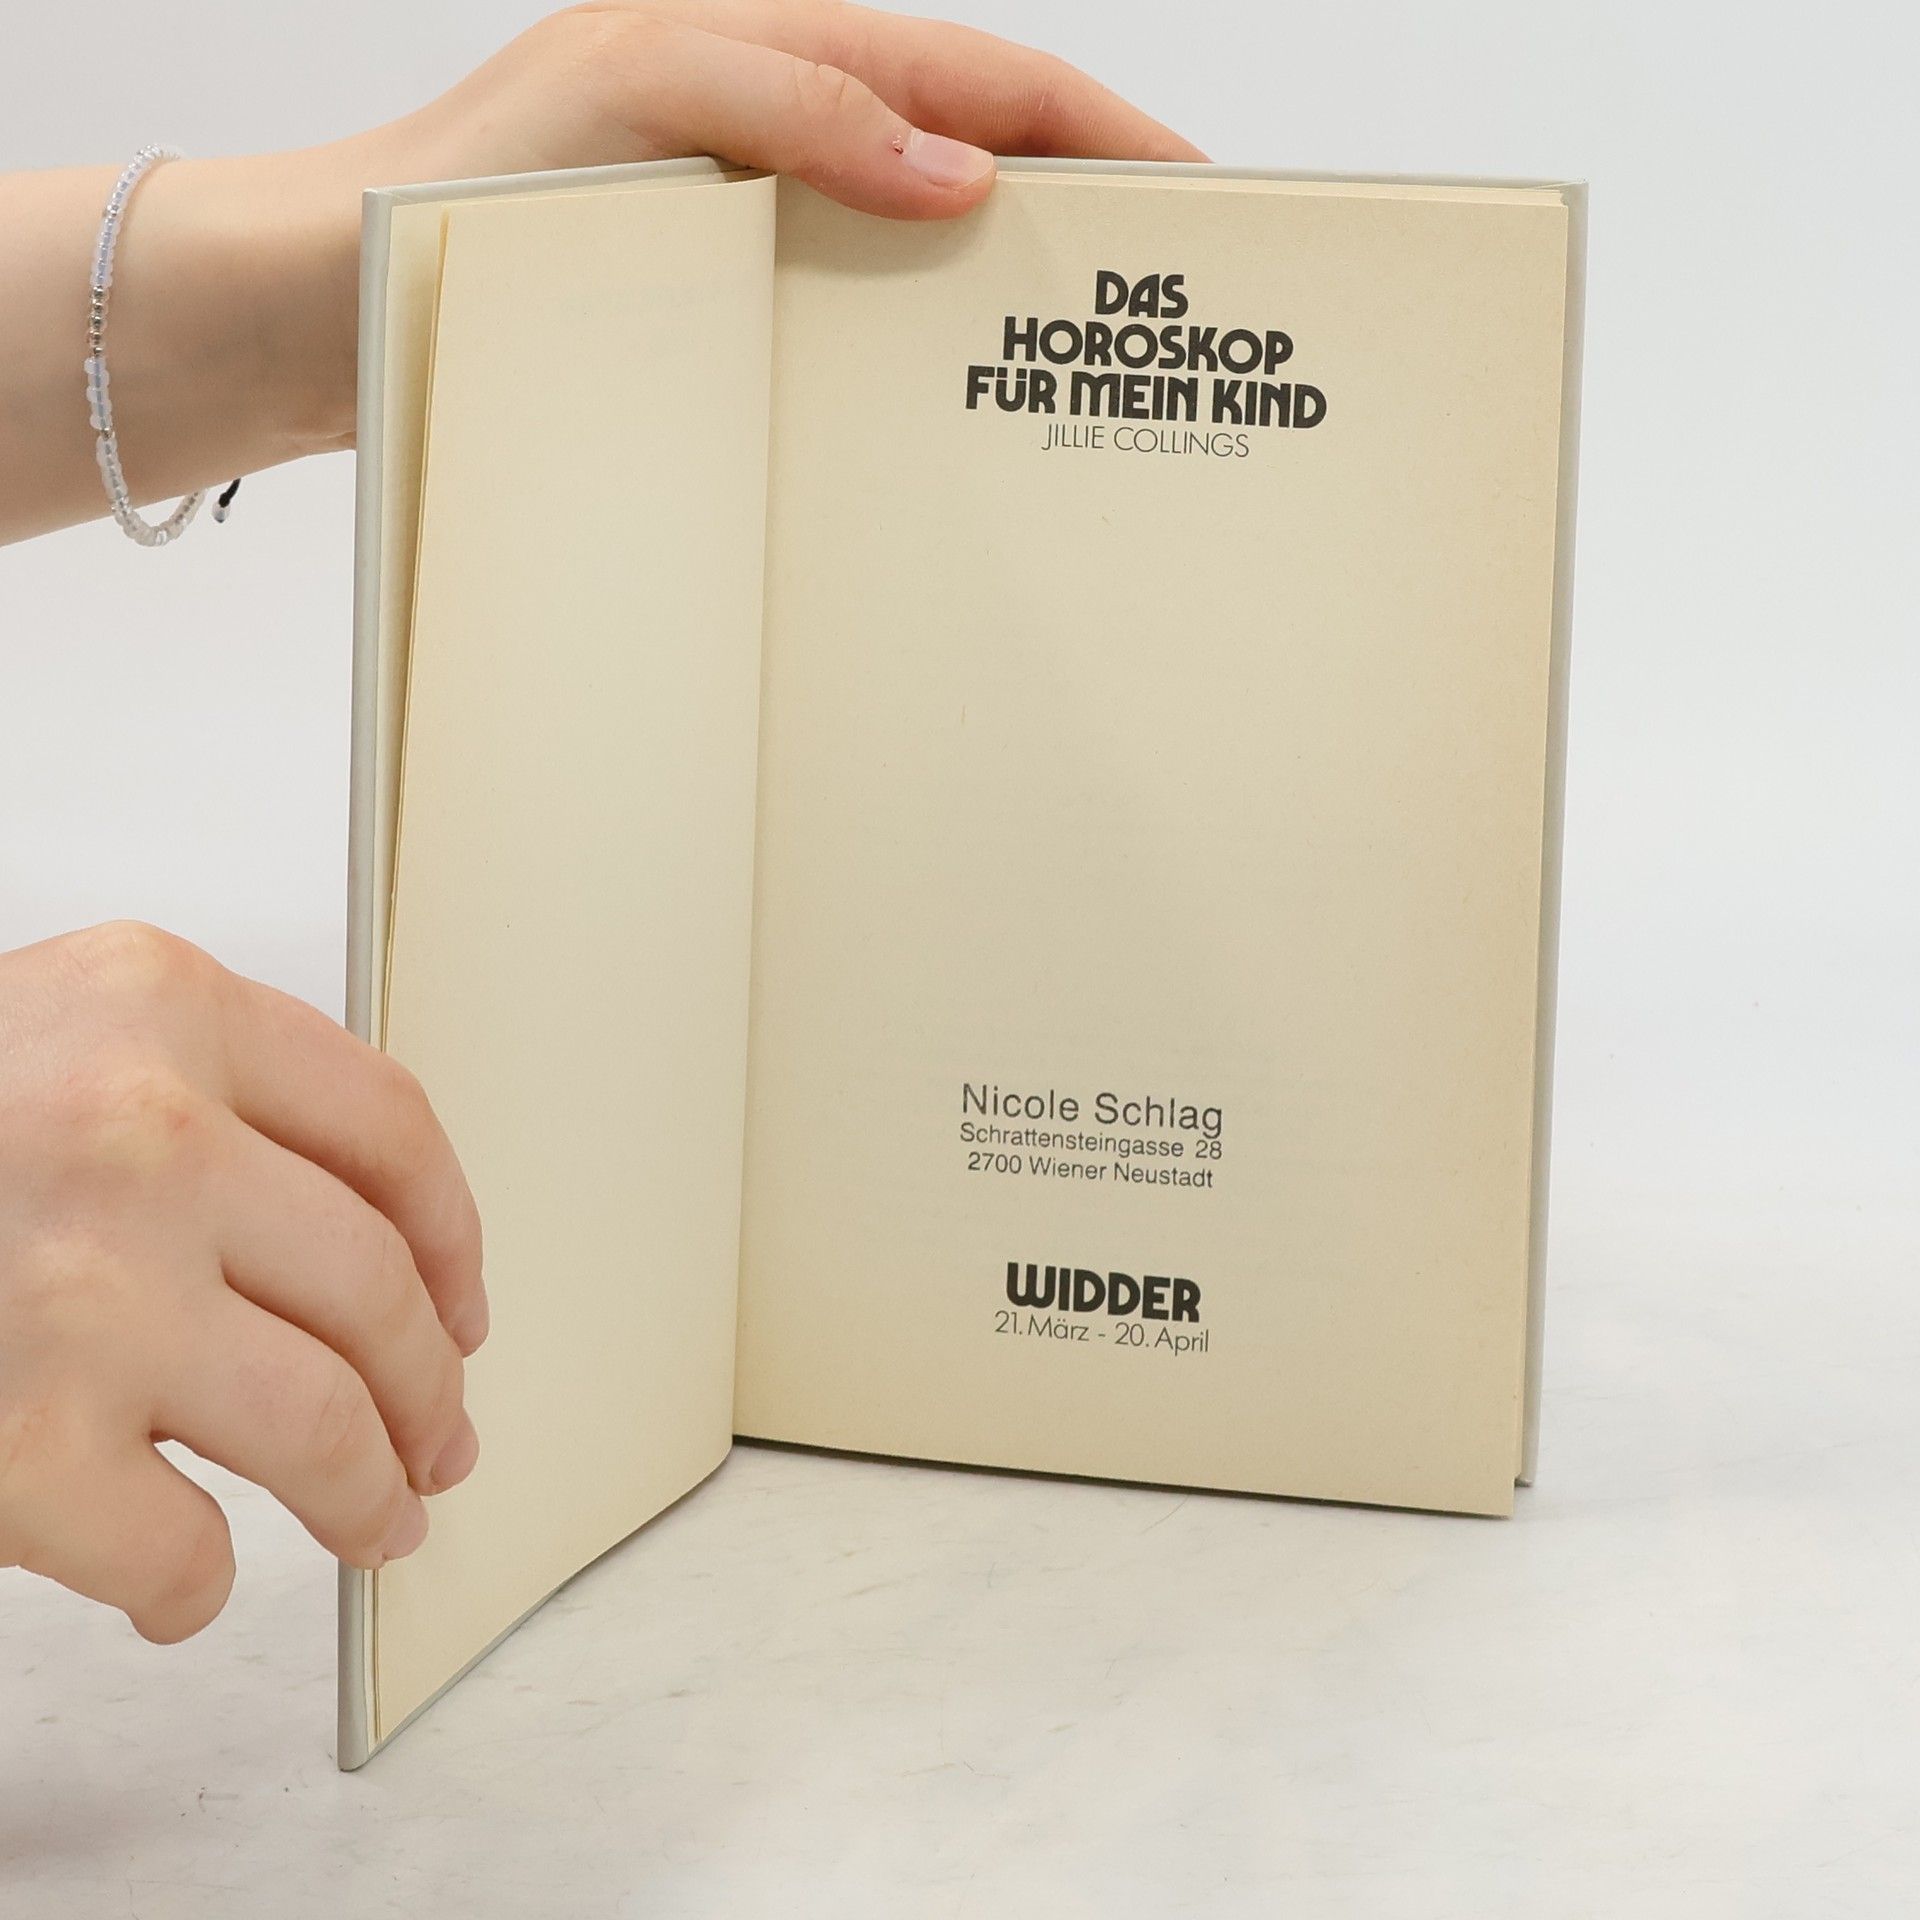 DAS
HOROSKOP
FÜR MEIN KIND
JILLIE COLLINGS
Nicole Schlag
Schrattensteingasse 28
2700 Wiener Neustadt
WIDDER
21. März - 20. April